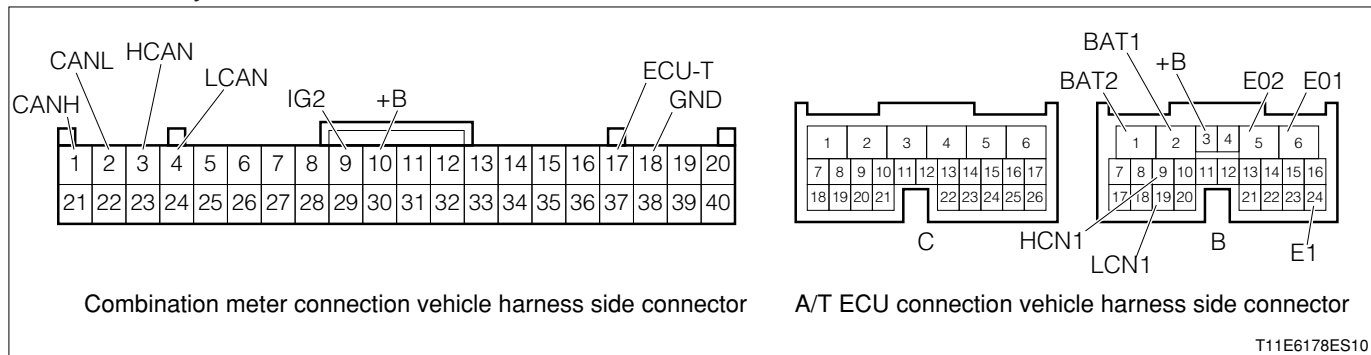 CANH CANL HCAN LCAN IG2 +B ECU-T GND
1 2 3 4 5 6 7 8 9 10 11 12 13 14 15 16 17 18 19 20
21 22 23 24 25 26 27 28 29 30 31 32 33 34 35 36 37 38 39 40
Combination meter connection vehicle harness side connector
1 2 3 4 5 6
7 8 9 10 11 12 13 14 15 16 17
18 19 20 21 22 23 24 25 26
C
BAT2 BAT1 +B E02 E01
1 2 3 4 5 6
7 8 9 10 11 12 13 14 15 16
17 18 19 20 21 22 23 24
HCN1 LCN1 B E1
A/T ECU connection vehicle harness side connector
T11E6178ES10